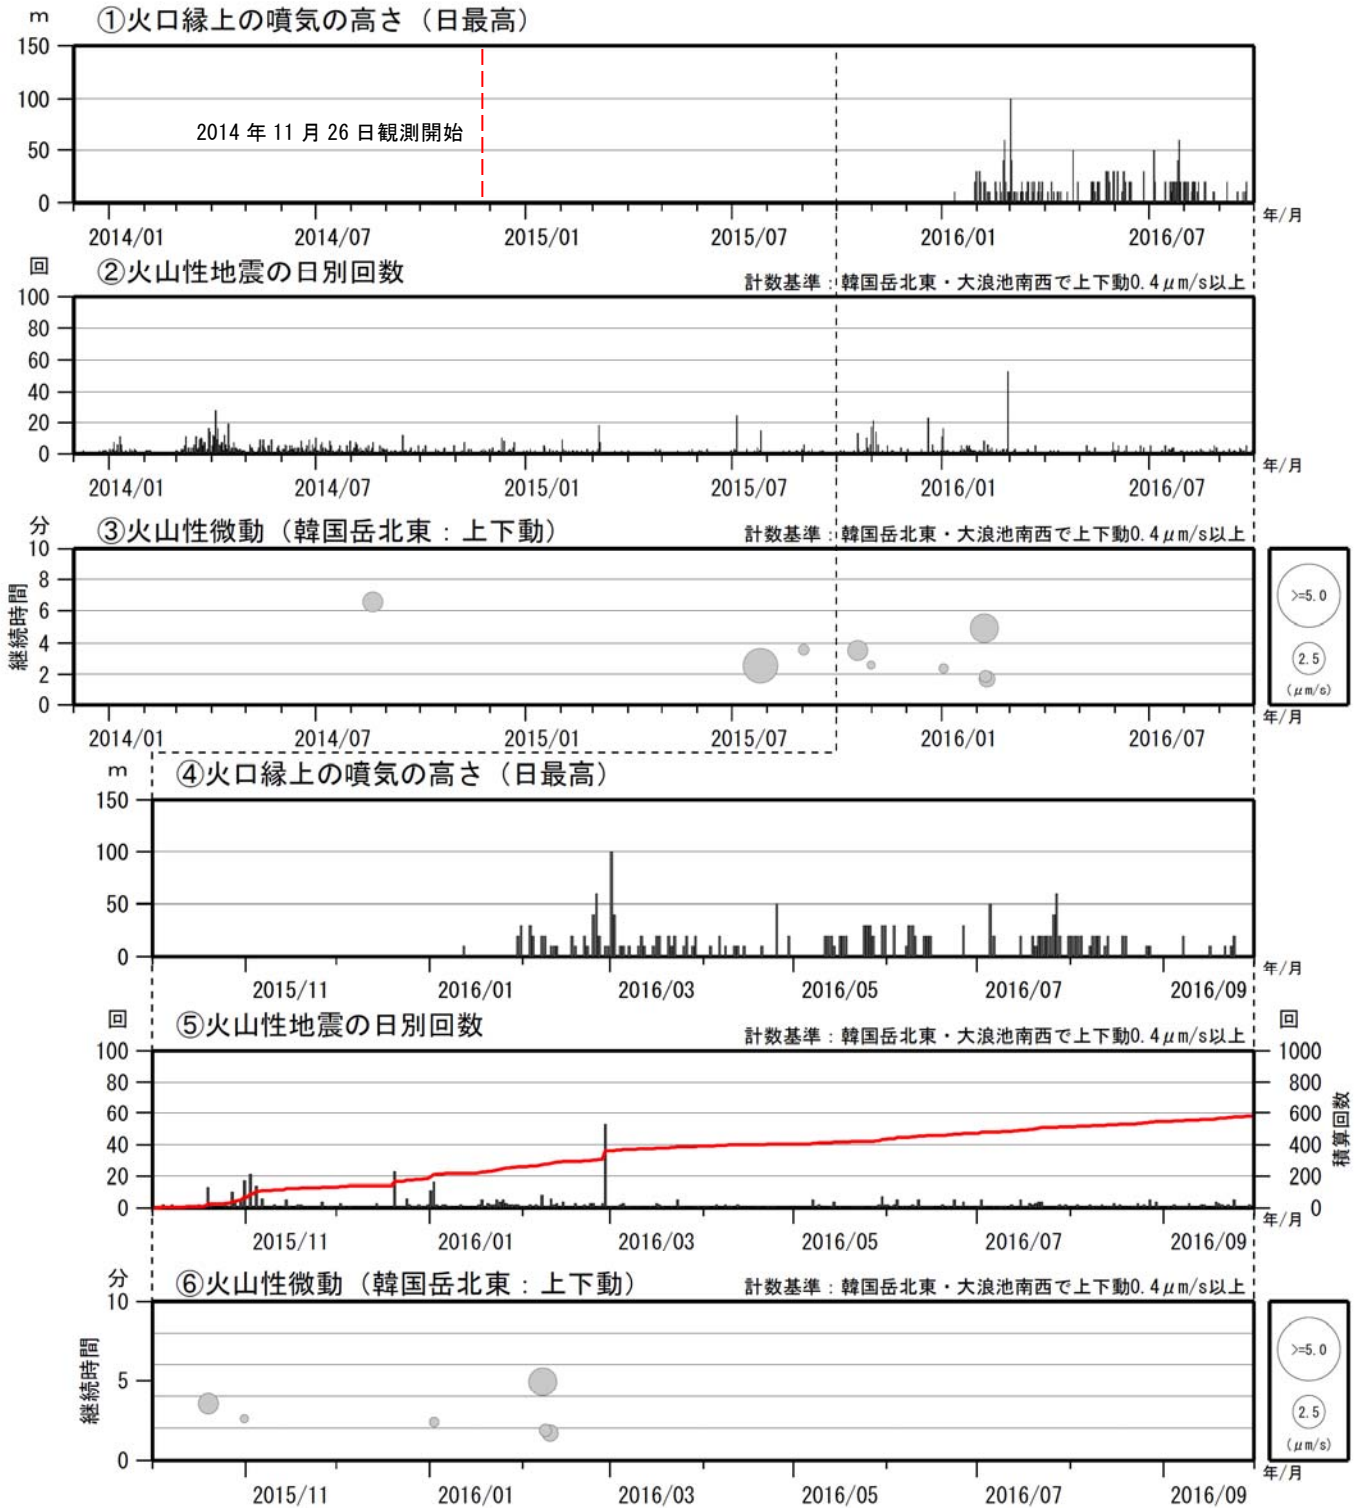 m ①火口縁上の噴気の高さ（日最高）
150
100
2014 年 11 月 26 日観測開始
50
0
2014/01 2014/07 2015/01 2015/07 2016/01 2016/07 年/月
回 ②火山性地震の日別回数 計数基準：韓国岳北東・大浪池南西で上下動0.4μm/s以上
100
80
60
40
20
0
2014/01 2014/07 2015/01 2015/07 2016/01 2016/07 年/月
分 ③火山性微動（韓国岳北東：上下動） 計数基準：韓国岳北東・大浪池南西で上下動0.4μm/s以上
継続時間
10
8
6
4
2
0
>=5.0
2.5
(μm/s)
2014/01 2014/07 2015/01 2015/07 2016/01 2016/07 年/月
m ④火口縁上の噴気の高さ（日最高）
150
100
50
0
2015/11 2016/01 2016/03 2016/05 2016/07 2016/09 年/月
回 ⑤火山性地震の日別回数 計数基準：韓国岳北東・大浪池南西で上下動0.4μm/s以上 回
100 1000
80 800
60 600
40 400
20 200
0 0
積算回数
2015/11 2016/01 2016/03 2016/05 2016/07 2016/09 年/月
分 ⑥火山性微動（韓国岳北東：上下動） 計数基準：韓国岳北東・大浪池南西で上下動0.4μm/s以上
継続時間
10
5
0
>=5.0
2.5
(μm/s)
2015/11 2016/01 2016/03 2016/05 2016/07 2016/09 年/月